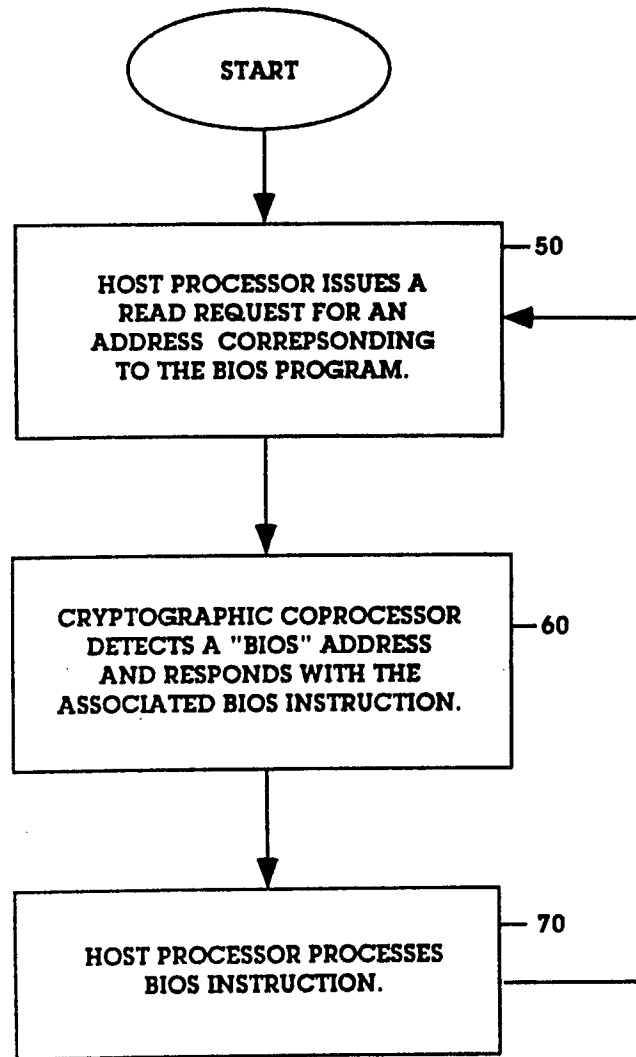 START
50
HOST PROCESSOR ISSUES A
READ REQUEST FOR AN
ADDRESS CORREPSONDING
TO THE BIOS PROGRAM.
60
CRYPTOGRAPHIC COPROCESSOR
DETECTS A "BIOS" ADDRESS
AND RESPONDS WITH THE
ASSOCIATED BIOS INSTRUCTION.
70
HOST PROCESSOR PROCESSES
BIOS INSTRUCTION.